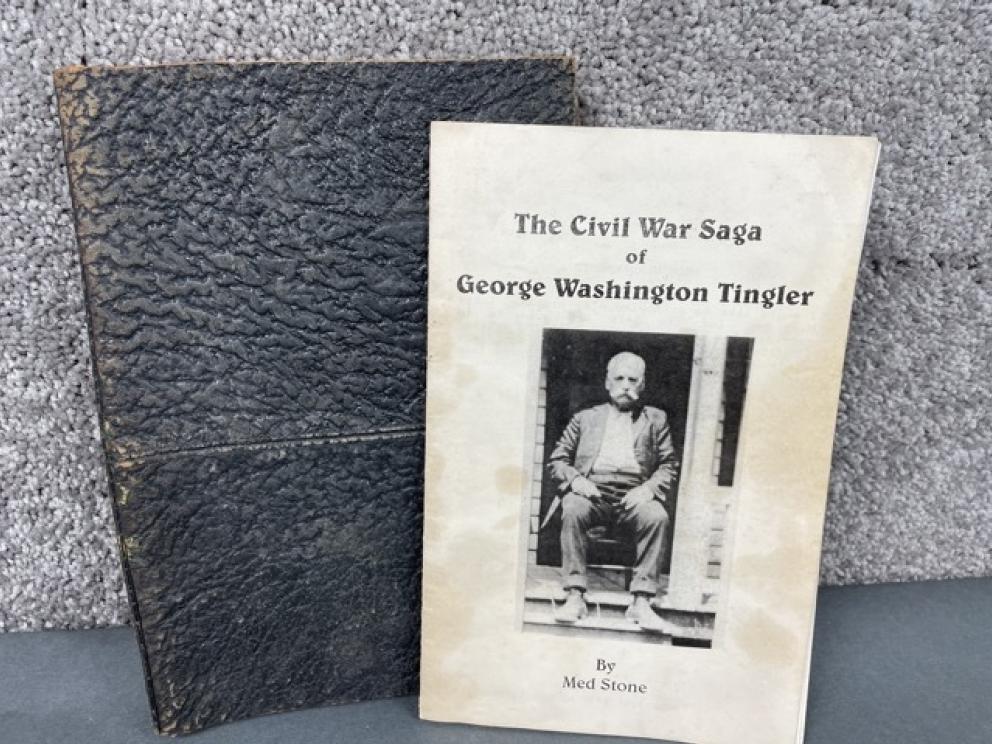 The Civil War Saga
of
George Washington Tingler
By
Med Stone